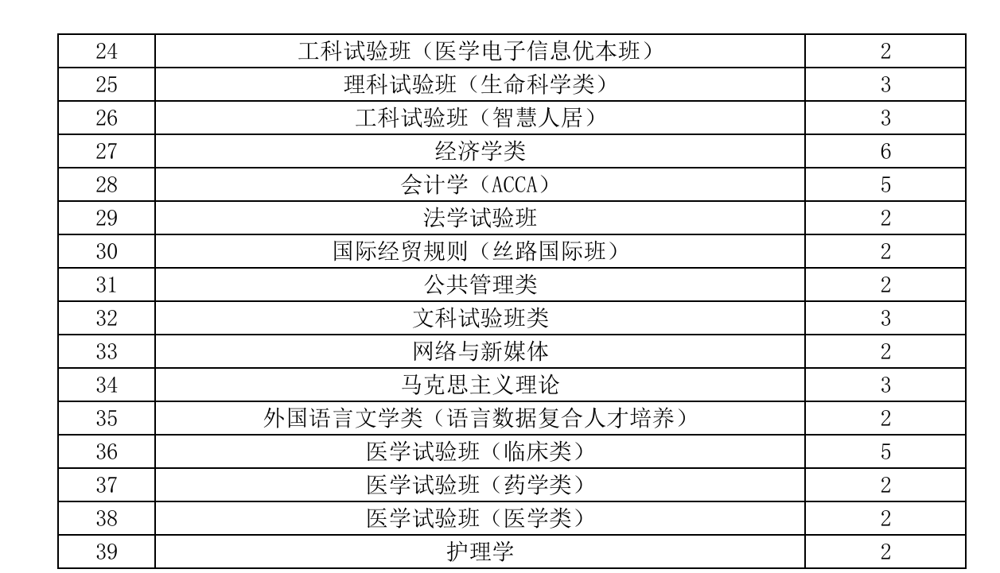 24 工科试验班（医学电子信息优本班） 2
25 理科试验班（生命科学类） 3
26 工科试验班（智慧人居） 3
27 经济学类 6
28 会计学（ACCA） 5
29 法学试验班 2
30 国际经贸规则（丝路国际班） 2
31 公共管理类 2
32 文科试验班类 3
33 网络与新媒体 2
34 马克思主义理论 3
35 外国语言文学类（语言数据复合人才培养） 2
36 医学试验班（临床类） 5
37 医学试验班（药学类） 2
38 医学试验班（医学类） 2
39 护理学 2